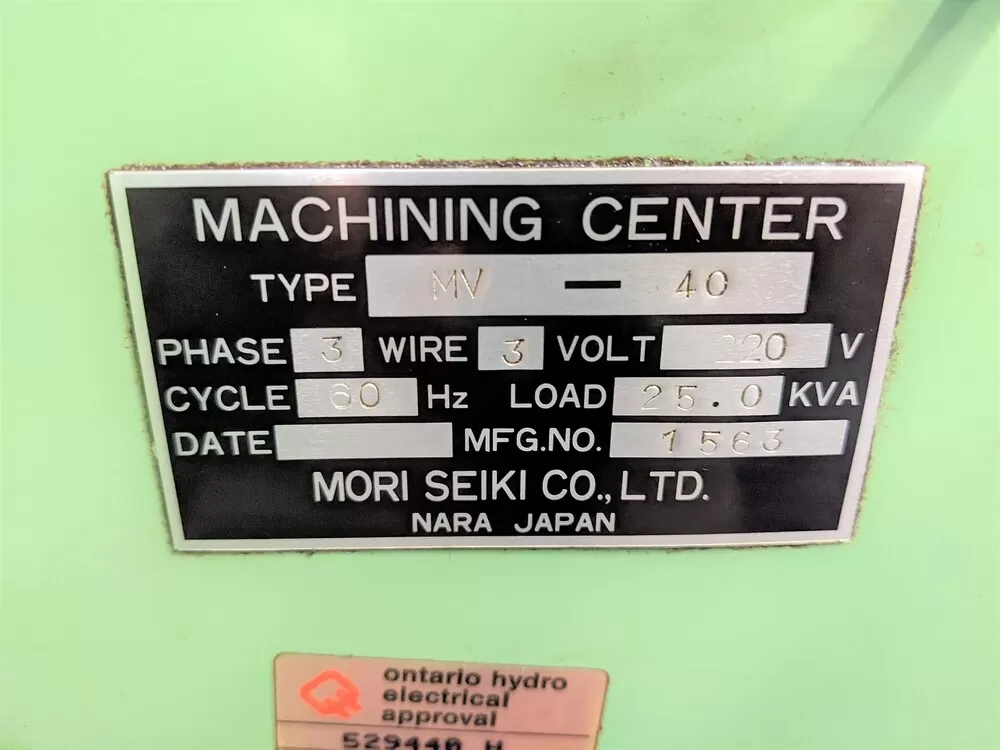 MACHINING CENTER
TYPE MV — 40
PHASE 3 WIRE 3 VOLT 220 V
CYCLE 60 Hz LOAD 25.0 KVA
DATE MFG.NO. 1563
MORI SEIKI CO., LTD.
NARA JAPAN
ontario hydro
electrical
approval
529440 H